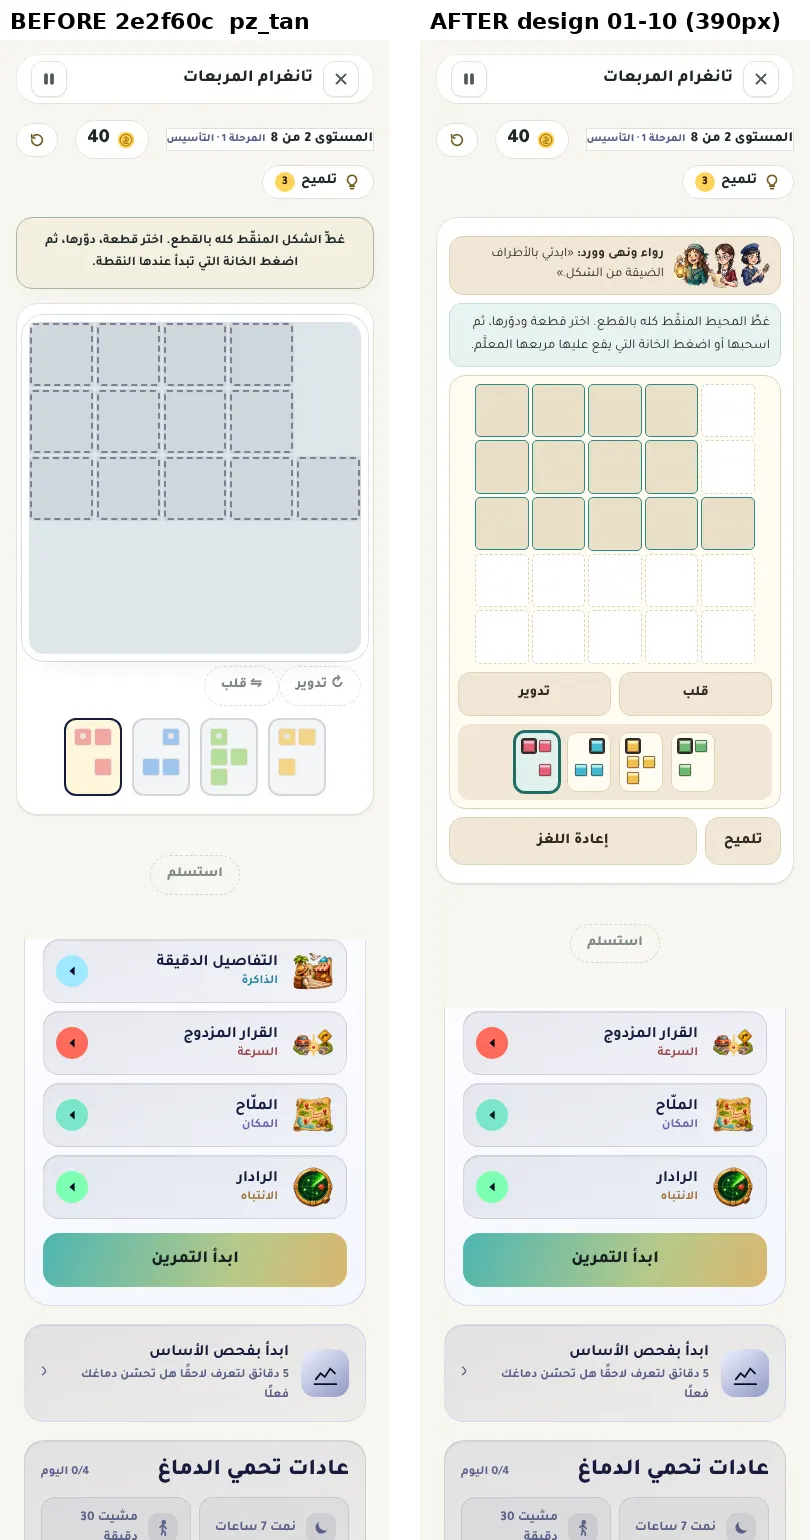 BEFORE 2e2f60c pz_tan
تانغرام المربعات
المستوى 2 من 8 المرحلة 1 · التأسيس
40
تلميح 3
غطِّ الشكل المنقّط كله بالقطع. اختر قطعة، دوّرها، ثم
اضغط الخانة التي تبدأ عندها النقطة.
↻ تدوير
⇋ قلب
استسلم
التفاصيل الدقيقة
الذاكرة
القرار المزدوج
السرعة
الملّاح
المكان
الرادار
الانتباه
ابدأ التمرين
ابدأ بفحص الأساس
5 دقائق لتعرف لاحقًا هل تحسّن دماغك
فعلًا
عادات تحمي الدماغ
0/4 اليوم
نمت 7 ساعات
مشيت 30
دقيقة
AFTER design 01-10 (390px)
تانغرام المربعات
المستوى 2 من 8 المرحلة 1 · التأسيس
40
تلميح 3
رواء ونهى وورد: «ابدئي بالأطراف
الضيقة من الشكل.»
غطِّ المحيط المنقّط كله بالقطع. اختر قطعة ودوّرها، ثم
اسحبها أو اضغط الخانة التي يقع عليها مربعها المعلَّم.
قلب
تدوير
تلميح
إعادة اللغز
استسلم
القرار المزدوج
السرعة
الملّاح
المكان
الرادار
الانتباه
ابدأ التمرين
ابدأ بفحص الأساس
5 دقائق لتعرف لاحقًا هل تحسّن دماغك
فعلًا
عادات تحمي الدماغ
0/4 اليوم
نمت 7 ساعات
مشيت 30
دقيقة